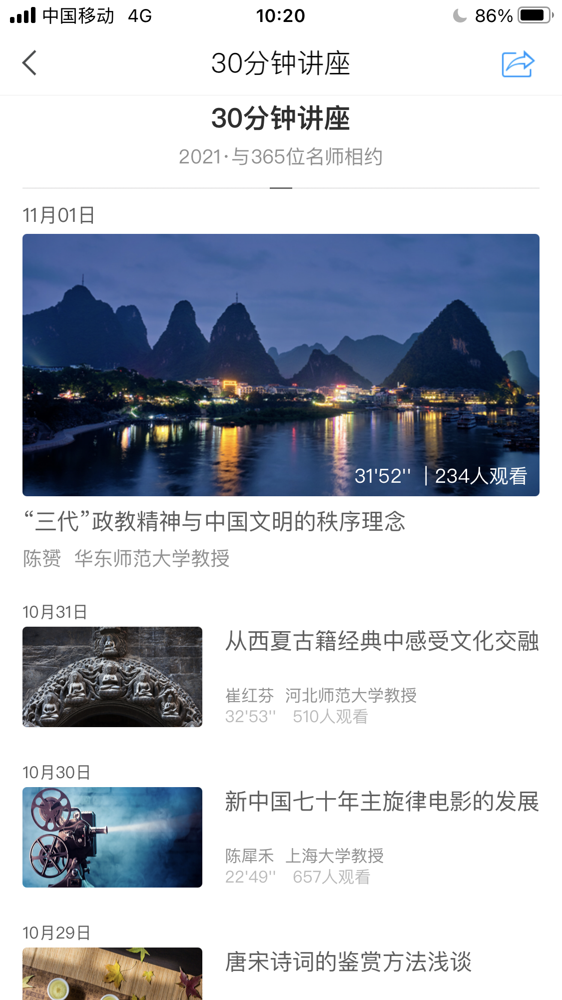 中国移动 4G 10:20 86%
30分钟讲座
30分钟讲座
2021·与365位名师相约
11月01日
31'52'' | 234人观看
“三代”政教精神与中国文明的秩序理念
陈赟 华东师范大学教授
10月31日
从西夏古籍经典中感受文化交融
崔红芬 河北师范大学教授
32'53'' 510人观看
10月30日
新中国七十年主旋律电影的发展
陈犀禾 上海大学教授
22'49'' 657人观看
10月29日
唐宋诗词的鉴赏方法浅谈